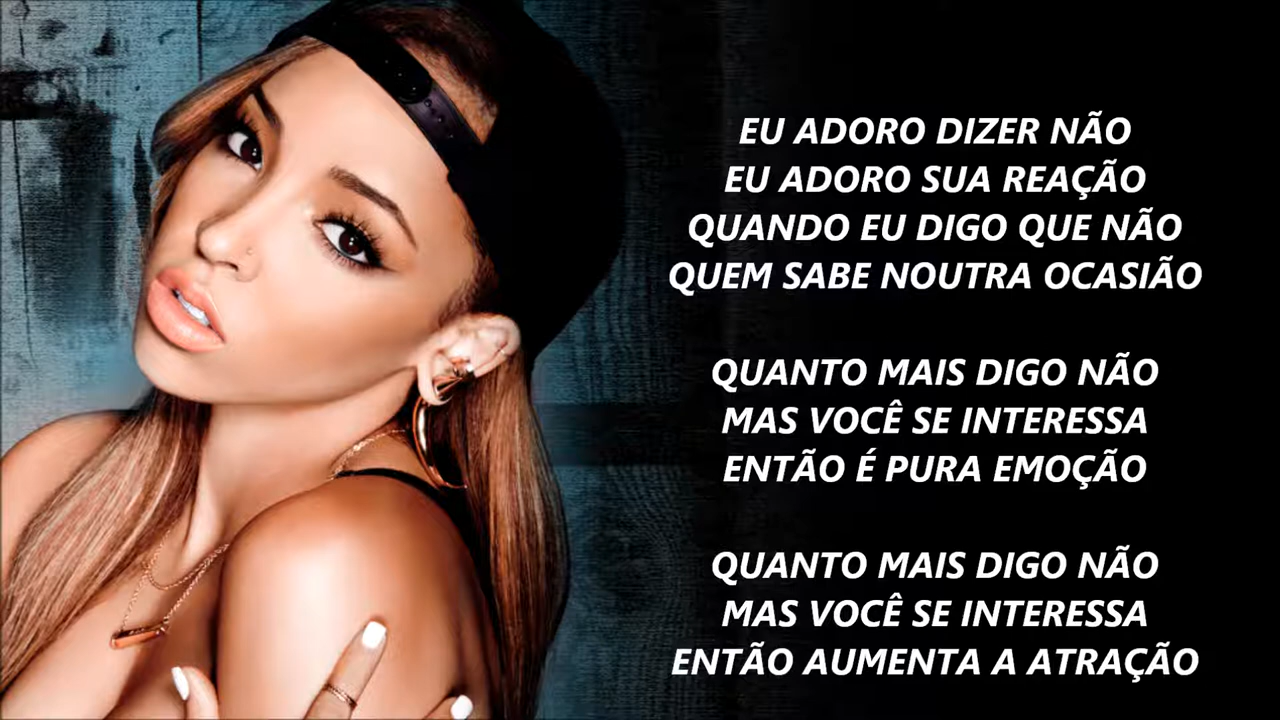 EU ADORO DIZER NÃO
EU ADORO SUA REAÇÃO
QUANDO EU DIGO QUE NÃO
QUEM SABE NOUTRA OCASIÃO
QUANTO MAIS DIGO NÃO
MAS VOCÊ SE INTERESSA
ENTÃO É PURA EMOÇÃO
QUANTO MAIS DIGO NÃO
MAS VOCÊ SE INTERESSA
ENTÃO AUMENTA A ATRAÇÃO